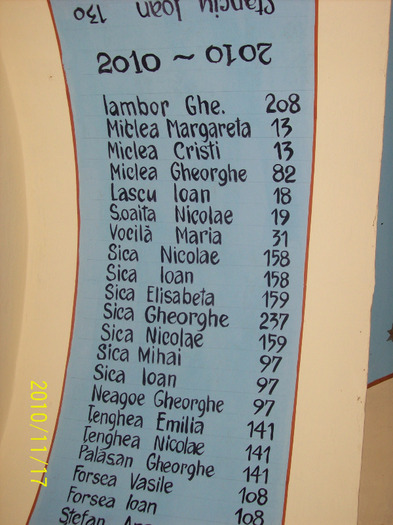 Stanciu Ioan 130
2010 ~ 2010
Iambor Ghe. 208
Miclea Margareta 13
Miclea Cristi 13
Miclea Gheorghe 82
Lascu Ioan 18
Soaita Nicolae 19
Vocilă Maria 31
Sica Nicolae 158
Sica Ioan 158
Sica Elisabeta 159
Sica Gheorghe 237
Sica Nicolae 159
Sica Mihai 97
Sica Ioan 97
Neagoe Gheorghe 97
Tenghea Emilia 141
Tenghea Nicolae 141
Palasan Gheorghe 141
Forsea Vasile 108
Forsea Ioan 108
Stefan
2010/11/17